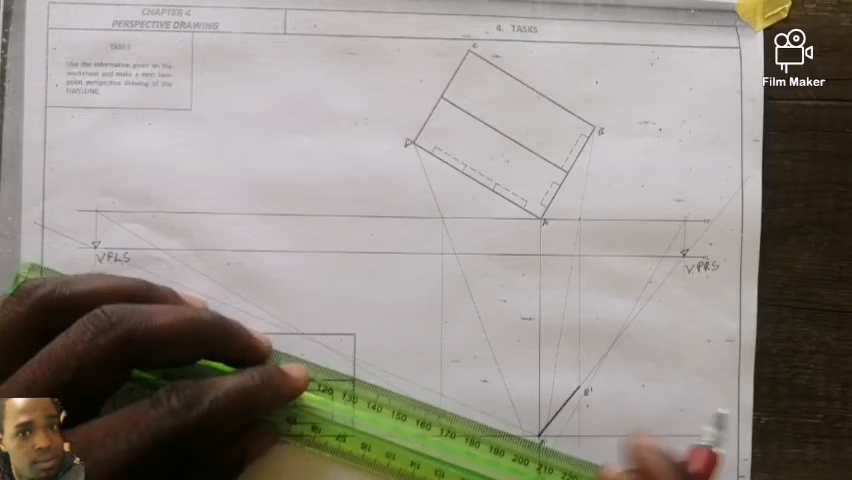 CHAPTER 4
PERSPECTIVE DRAWING
4. TASKS
Film Maker
Use the information given on the
worksheet and make a neat two-
point perspective drawing of the
DWELLING.
B
D
A
VPLS
VPRS
B'
120 130 140 150 160 170 180 190 200 210 220